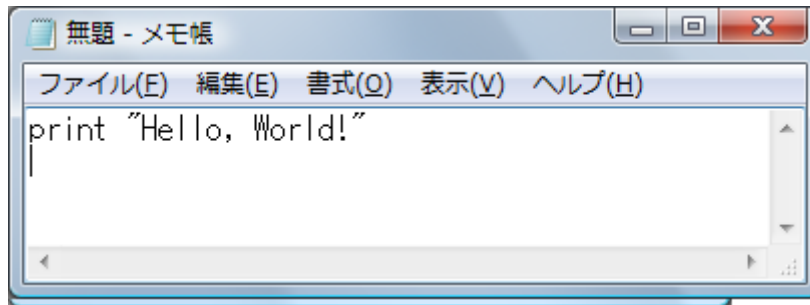 無題 - メモ帳
ファイル(F) 編集(E) 書式(O) 表示(V) ヘルプ(H)
print "Hello, World!"